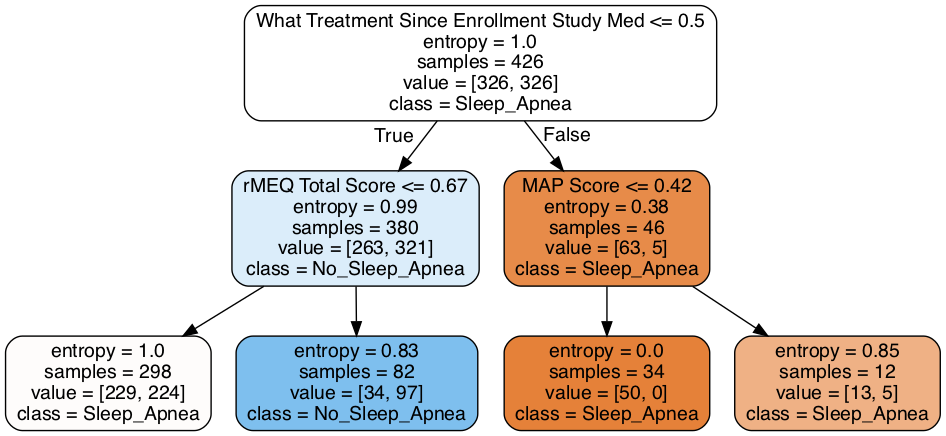 What Treatment Since Enrollment Study Med <= 0.5
entropy = 1.0
samples = 426
value = [326, 326]
class = Sleep_Apnea
True
False
rMEQ Total Score <= 0.67
entropy = 0.99
samples = 380
value = [263, 321]
class = No_Sleep_Apnea
MAP Score <= 0.42
entropy = 0.38
samples = 46
value = [63, 5]
class = Sleep_Apnea
entropy = 1.0
samples = 298
value = [229, 224]
class = Sleep_Apnea
entropy = 0.83
samples = 82
value = [34, 97]
class = No_Sleep_Apnea
entropy = 0.0
samples = 34
value = [50, 0]
class = Sleep_Apnea
entropy = 0.85
samples = 12
value = [13, 5]
class = Sleep_Apnea